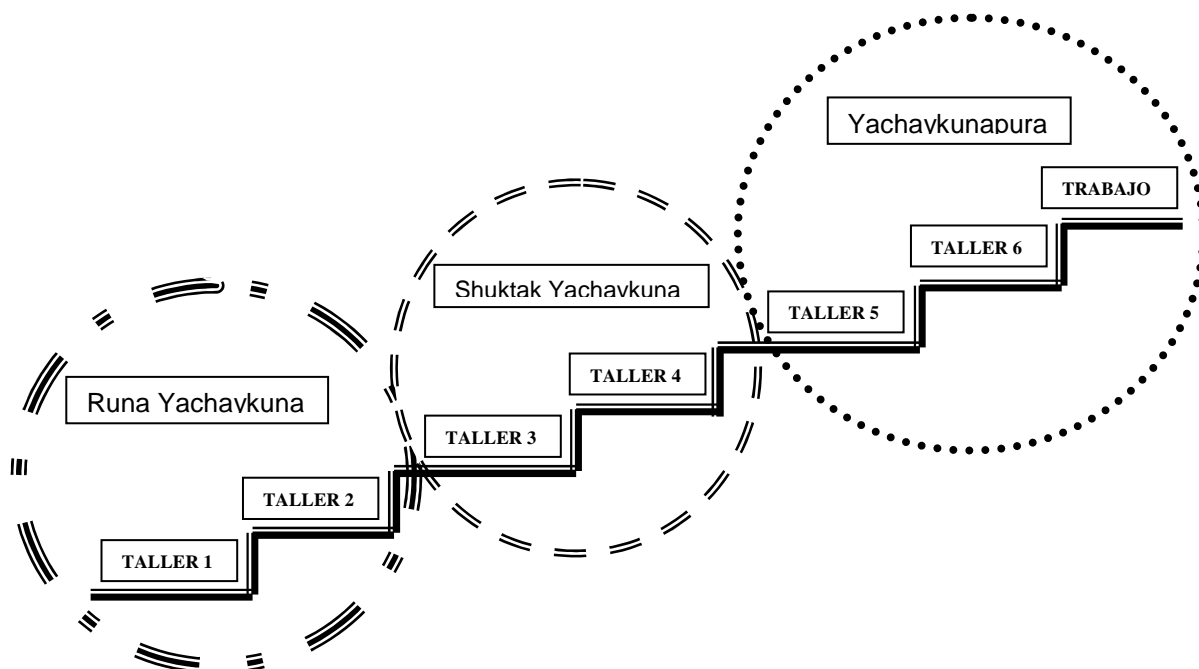 Yachaykunapura
TRABAJO
TALLER 6
Shuktak Yachaykuna
TALLER 5
TALLER 4
Runa Yachaykuna
TALLER 3
TALLER 2
TALLER 1